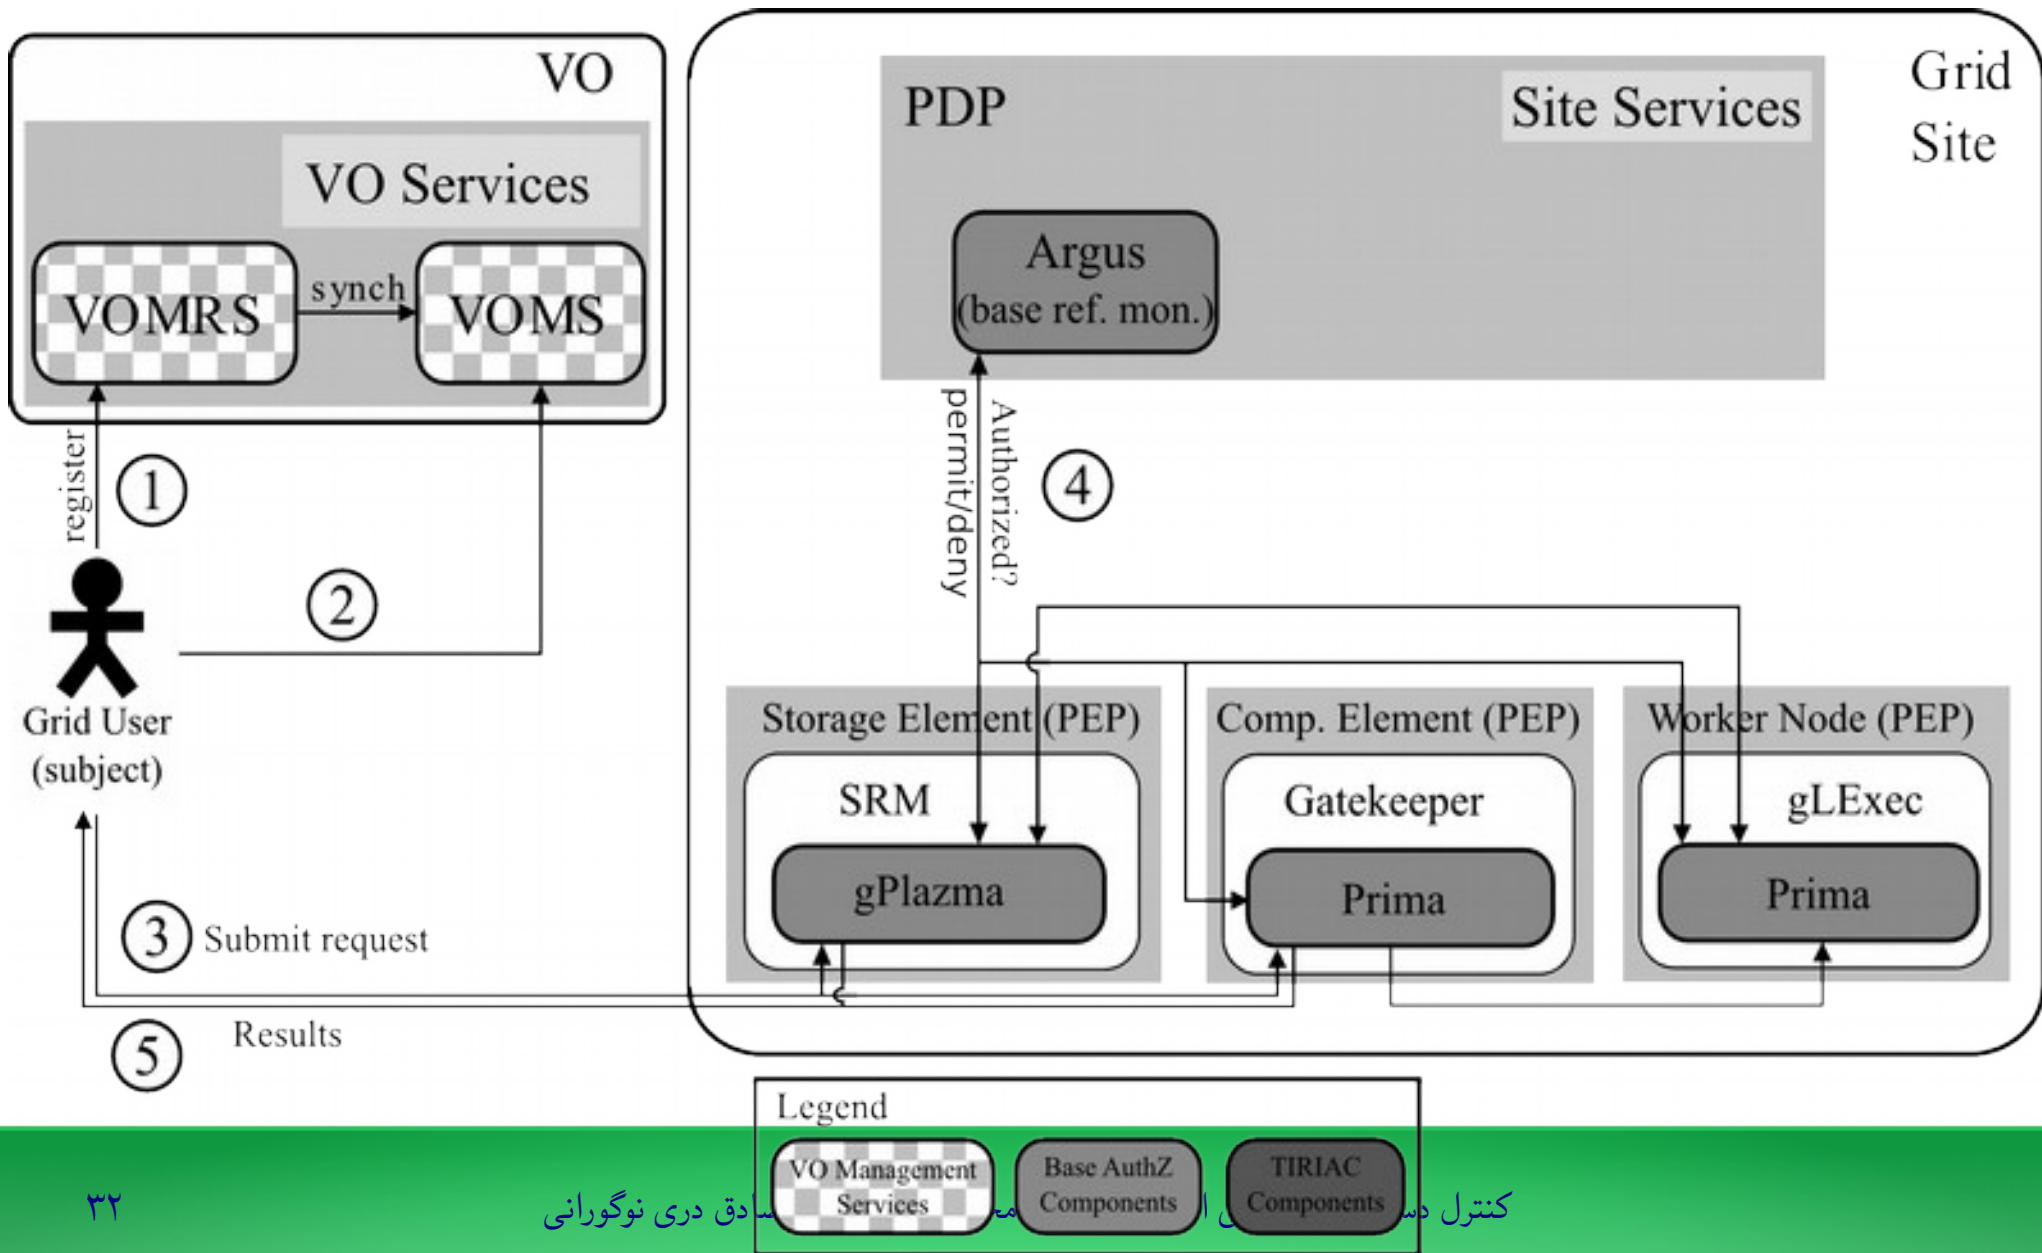 VO
VO Services
VOMRS
synch
VOMS
register
1
2
Grid User
(subject)
3
Submit request
5
Results
Grid
Site
PDP
Site Services
Argus
(base ref. mon.)
permit/deny
Authorized?
4
Storage Element (PEP)
SRM
gPlazma
Comp. Element (PEP)
Gatekeeper
Prima
Worker Node (PEP)
gLExec
Prima
Legend
VO Management
Services
Base AuthZ
Components
TIRIAC
Components
کنترل
دری نوگورانی
۳۲